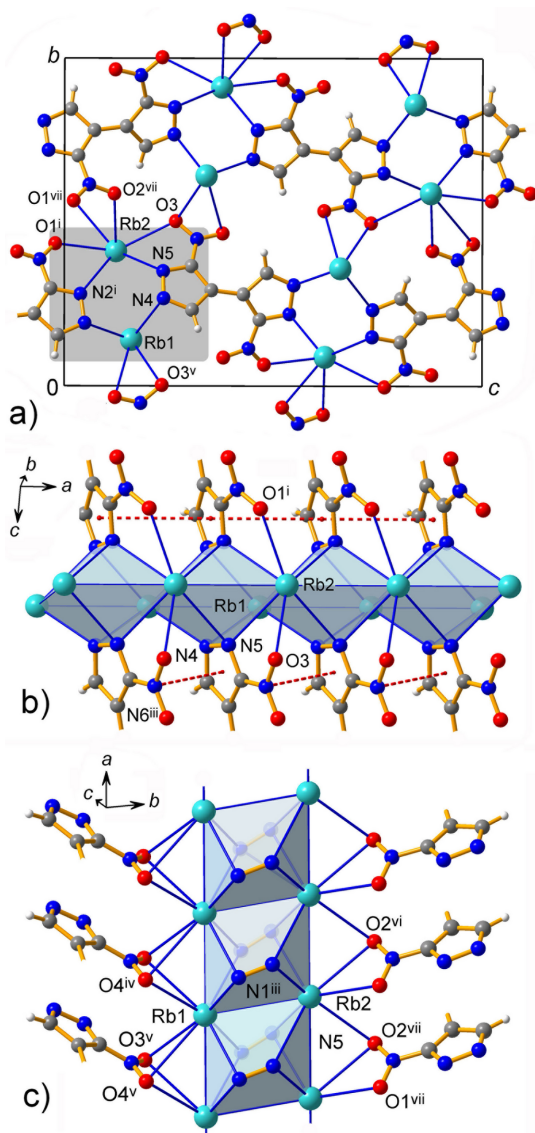 a)
b
O1ᵛⁱⁱ
O2ᵛⁱⁱ
O1ⁱ
Rb2
O3
N5
N2ⁱ
N4
Rb1
O3ᵛ
0
c
b
a
c
O1ⁱ
Rb1
Rb2
N4
N5
O3
N6ⁱⁱⁱ
b)
a
c
b
O2ᵛⁱ
O4ⁱᵛ
N1ⁱⁱⁱ
Rb1
Rb2
O3ᵛ
N5
O2ᵛⁱⁱ
O4ᵛ
O1ᵛⁱⁱ
c)